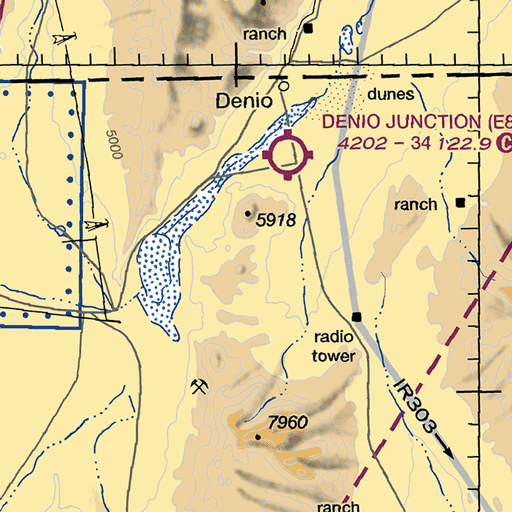 ranch
Denio
dunes
DENIO JUNCTION (E8
4202 – 34 122.9 C
5000
ranch
5918
radio
tower
IR303
7960
ranch